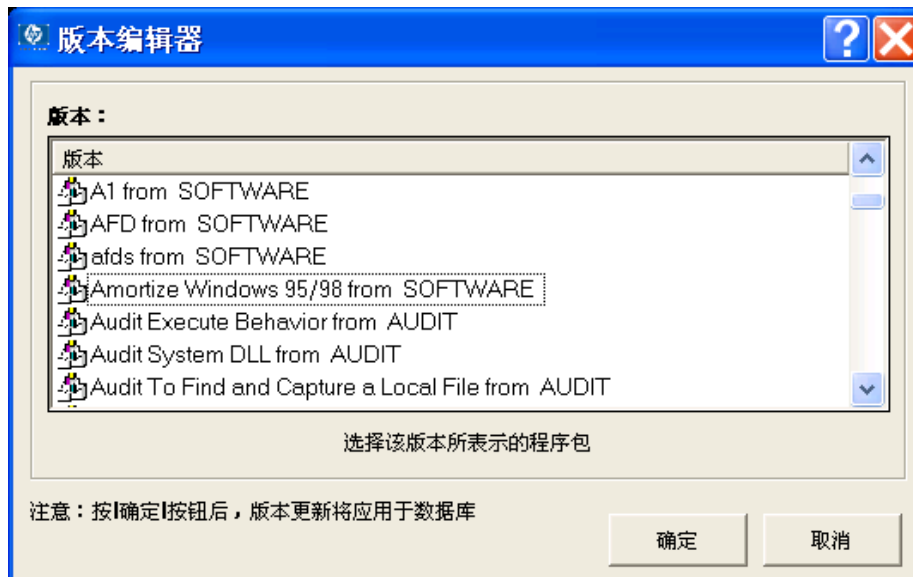 版本编辑器
版本：
版本
A1 from SOFTWARE
AFD from SOFTWARE
afds from SOFTWARE
Amortize Windows 95/98 from SOFTWARE
Audit Execute Behavior from AUDIT
Audit System DLL from AUDIT
Audit To Find and Capture a Local File from AUDIT
选择该版本所表示的程序包
注意：按|确定|按钮后，版本更新将应用于数据库
确定 取消